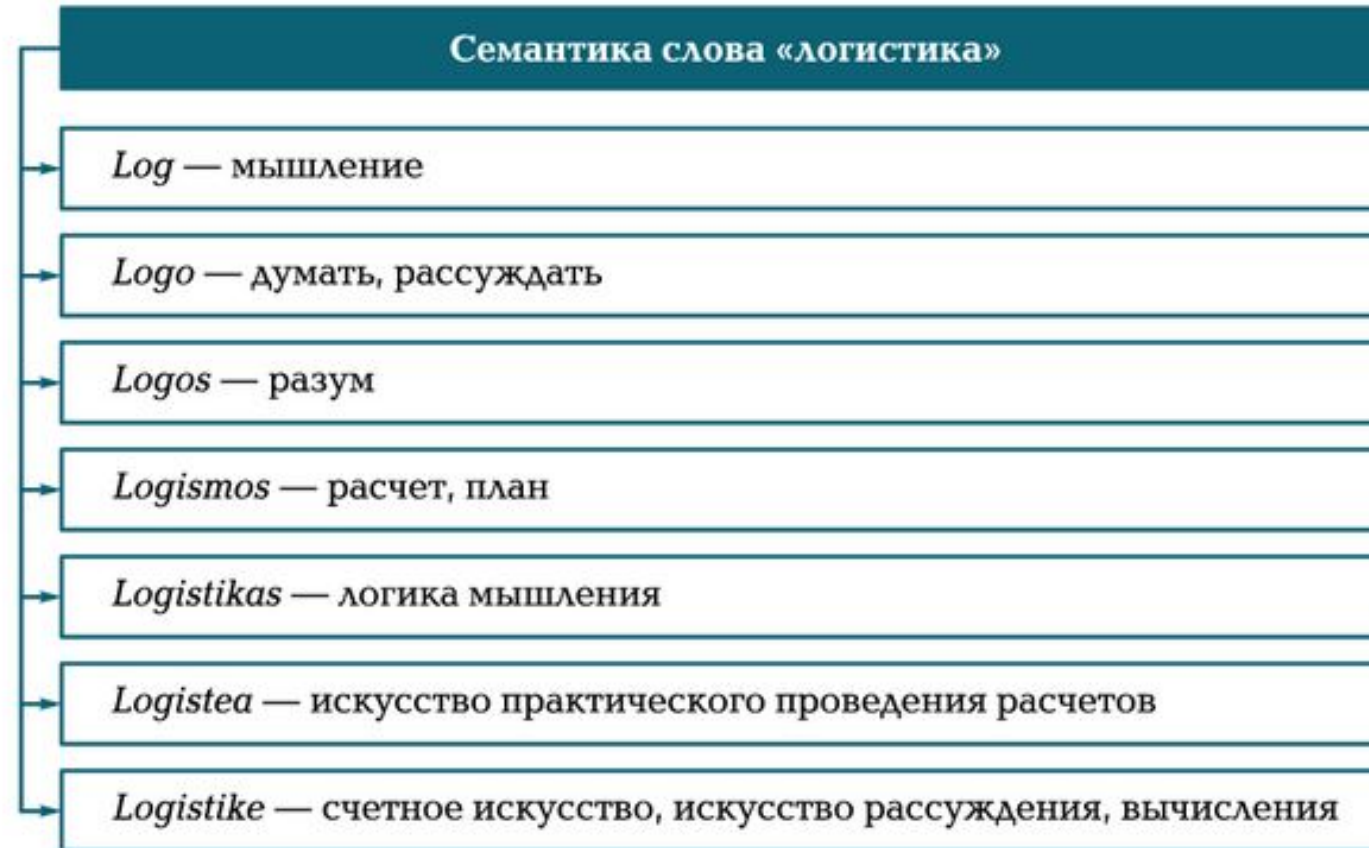 Семантика слова «логистика»
Log — мышление
Logo — думать, рассуждать
Logos — разум
Logismos — расчет, план
Logistikas — логика мышления
Logistea — искусство практического проведения расчетов
Logistike — счетное искусство, искусство рассуждения, вычисления